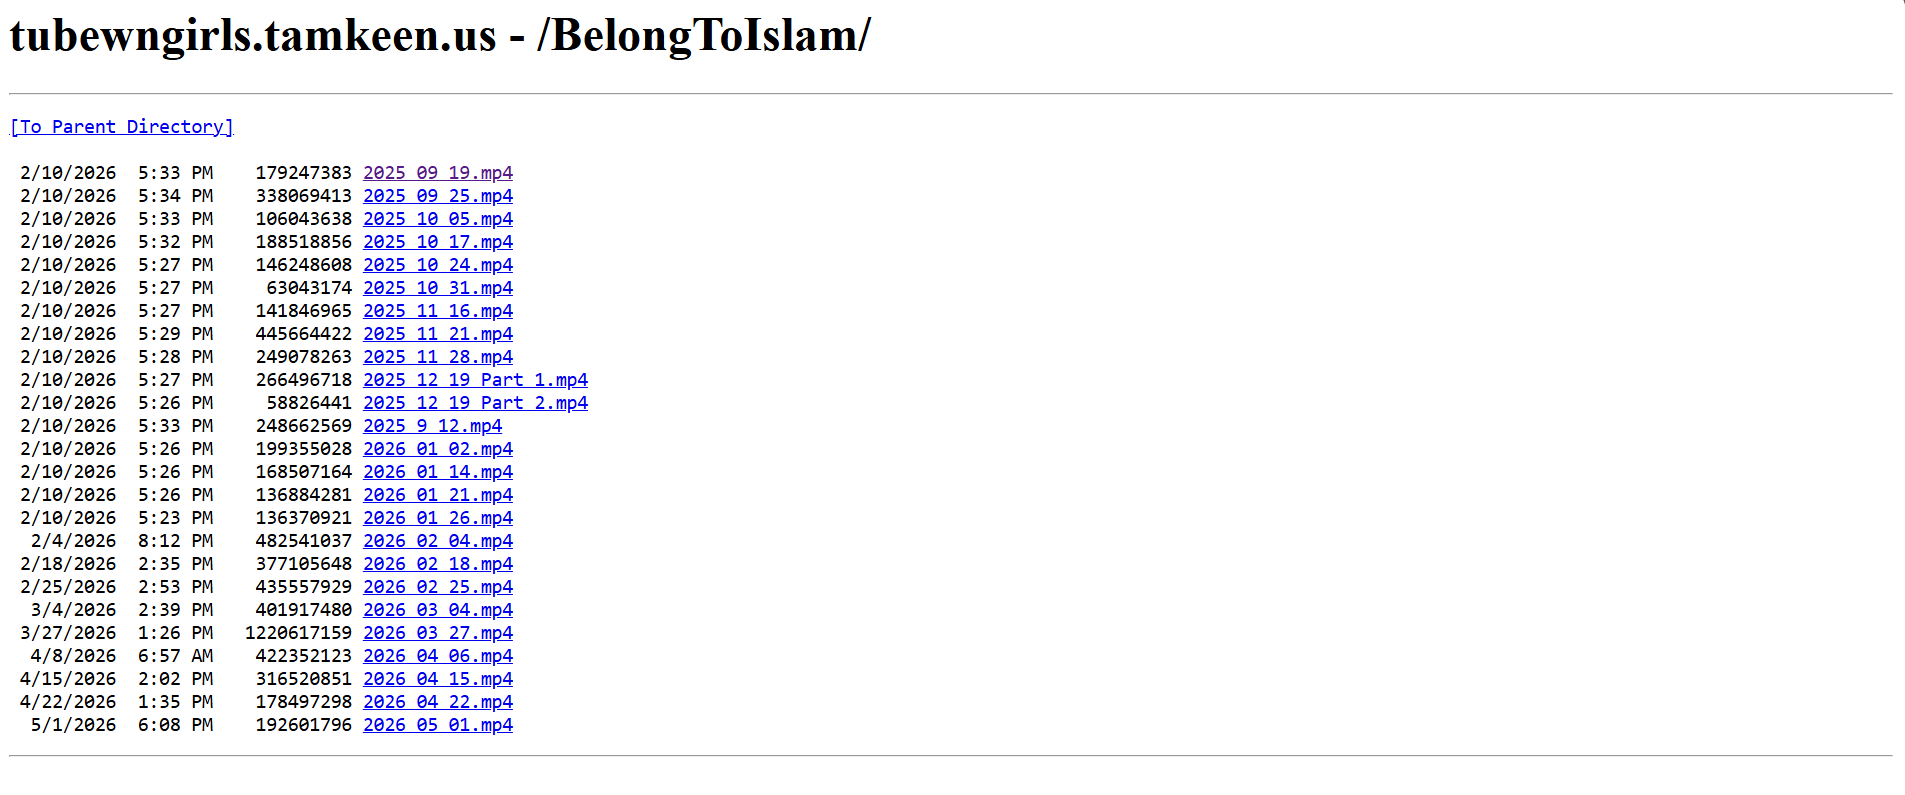 tubewngirls.tamkeen.us - /BelongToIslam/
[To Parent Directory]
2/10/2026 5:33 PM 179247383 2025 09 19.mp4
2/10/2026 5:34 PM 338069413 2025 09 25.mp4
2/10/2026 5:33 PM 106043638 2025 10 05.mp4
2/10/2026 5:32 PM 188518856 2025 10 17.mp4
2/10/2026 5:27 PM 146248608 2025 10 24.mp4
2/10/2026 5:27 PM 63043174 2025 10 31.mp4
2/10/2026 5:27 PM 141846965 2025 11 16.mp4
2/10/2026 5:29 PM 445664422 2025 11 21.mp4
2/10/2026 5:28 PM 249078263 2025 11 28.mp4
2/10/2026 5:27 PM 266496718 2025 12 19 Part 1.mp4
2/10/2026 5:26 PM 58826441 2025 12 19 Part 2.mp4
2/10/2026 5:33 PM 248662569 2025 9 12.mp4
2/10/2026 5:26 PM 199355028 2026 01 02.mp4
2/10/2026 5:26 PM 168507164 2026 01 14.mp4
2/10/2026 5:26 PM 136884281 2026 01 21.mp4
2/10/2026 5:23 PM 136370921 2026 01 26.mp4
2/4/2026 8:12 PM 482541037 2026 02 04.mp4
2/18/2026 2:35 PM 377105648 2026 02 18.mp4
2/25/2026 2:53 PM 435557929 2026 02 25.mp4
3/4/2026 2:39 PM 401917480 2026 03 04.mp4
3/27/2026 1:26 PM 1220617159 2026 03 27.mp4
4/8/2026 6:57 AM 422352123 2026 04 06.mp4
4/15/2026 2:02 PM 316520851 2026 04 15.mp4
4/22/2026 1:35 PM 178497298 2026 04 22.mp4
5/1/2026 6:08 PM 192601796 2026 05 01.mp4